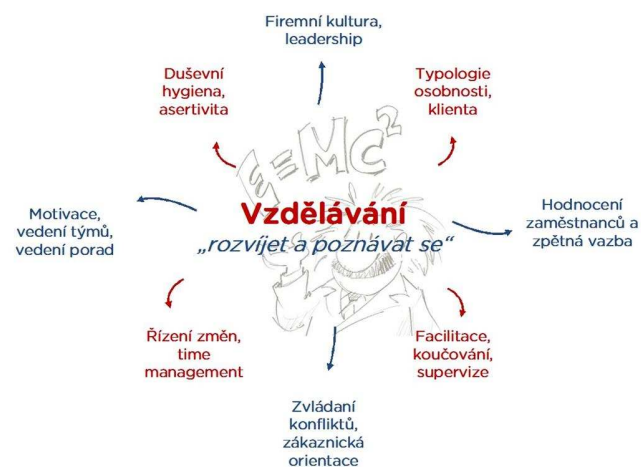 Firemní kultura,
leadership
Duševní
hygiena,
asertivita
Typologie
osobnosti,
klienta
E=Mc²
Vzdělávání
„rozvíjet a poznávat se“
Motivace,
vedení týmů,
vedení porad
Hodnocení
zaměstnanců a
zpětná vazba
Řízení změn,
time
management
Facilitace,
koučování,
supervize
Zvládaní
konfliktů,
zákaznická
orientace